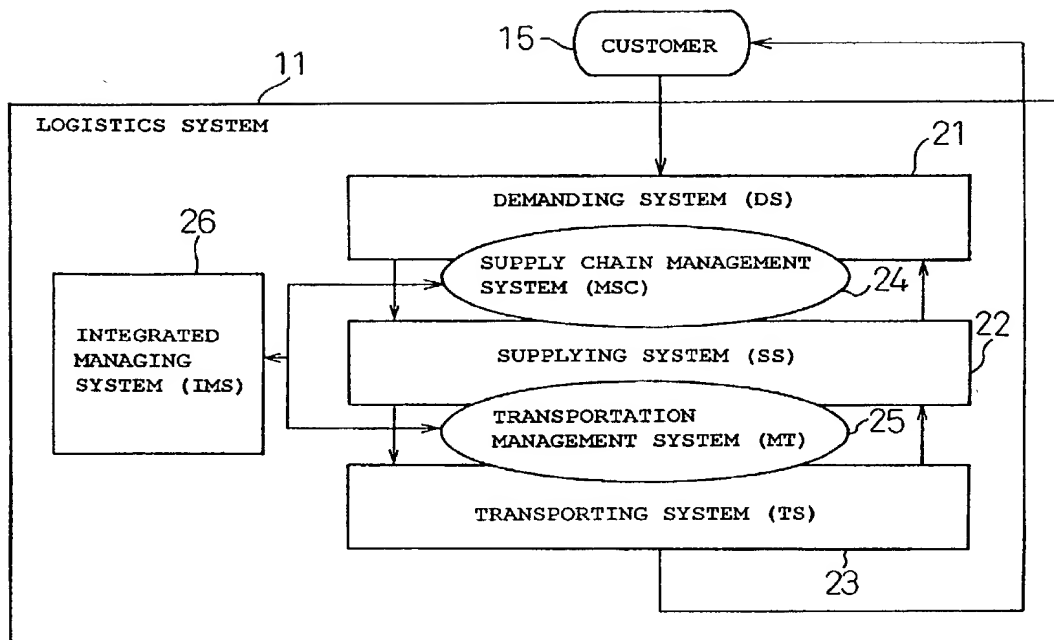 15
CUSTOMER
11
LOGISTICS SYSTEM
21
DEMANDING SYSTEM (DS)
26
SUPPLY CHAIN MANAGEMENT
SYSTEM (MSC)
24
INTEGRATED
MANAGING
SYSTEM (IMS)
22
SUPPLYING SYSTEM (SS)
TRANSPORTATION
MANAGEMENT SYSTEM (MT)
25
TRANSPORTING SYSTEM (TS)
23